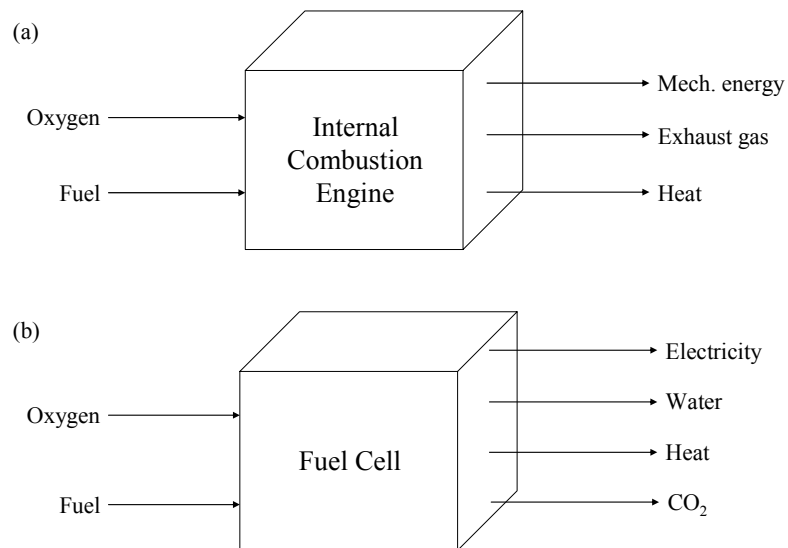 (a)
Oxygen
Fuel
Internal
Combustion
Engine
Mech. energy
Exhaust gas
Heat
(b)
Oxygen
Fuel
Fuel Cell
Electricity
Water
Heat
CO₂